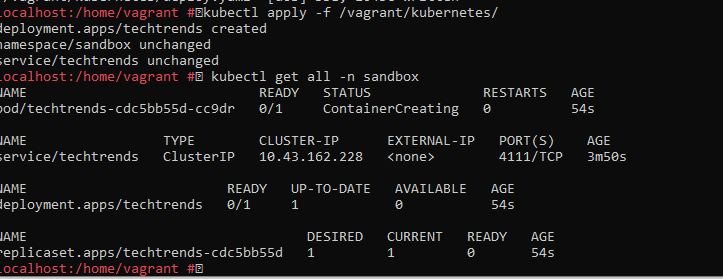 localhost:/home/vagrant # kubectl apply -f /vagrant/kubernetes/
deployment.apps/techtrends created
namespace/sandbox unchanged
service/techtrends unchanged
localhost:/home/vagrant # kubectl get all -n sandbox
NAME READY STATUS RESTARTS AGE
pod/techtrends-cdc5bb55d-cc9dr 0/1 ContainerCreating 0 54s
NAME TYPE CLUSTER-IP EXTERNAL-IP PORT(S) AGE
service/techtrends ClusterIP 10.43.162.228 <none> 4111/TCP 3m50s
NAME READY UP-TO-DATE AVAILABLE AGE
deployment.apps/techtrends 0/1 1 0 54s
NAME DESIRED CURRENT READY AGE
replicaset.apps/techtrends-cdc5bb55d 1 1 0 54s
localhost:/home/vagrant #